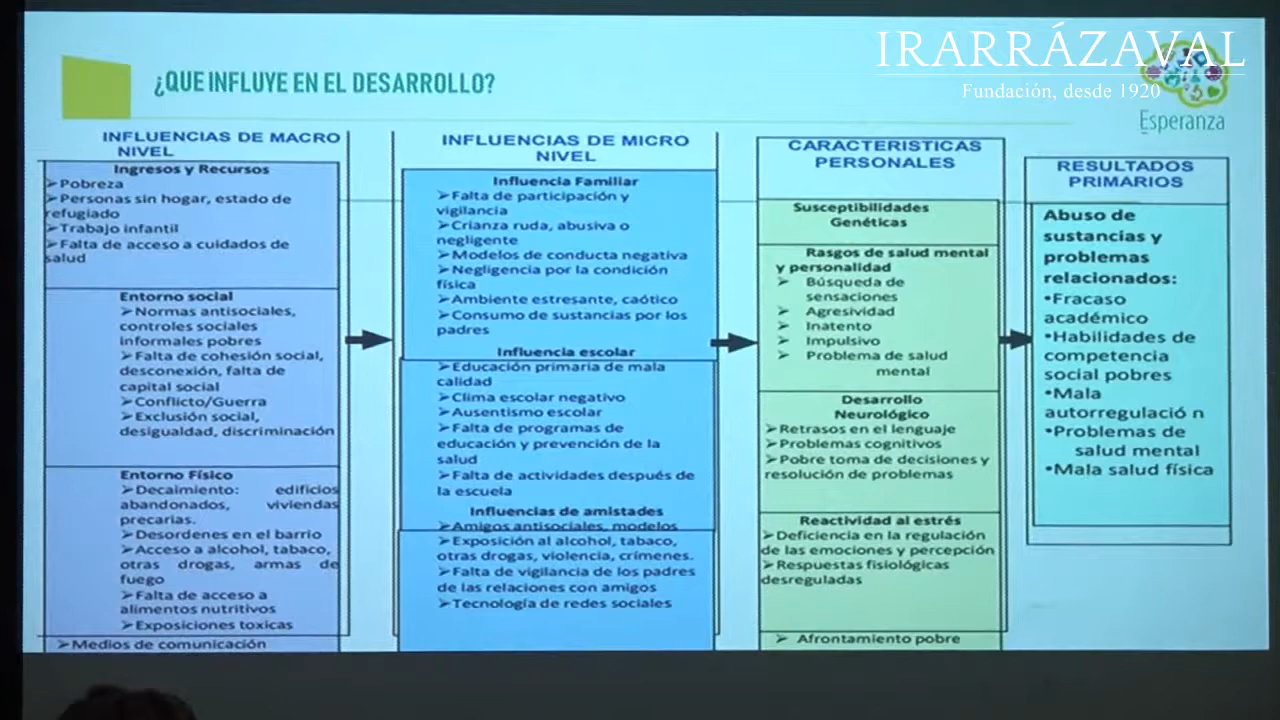 IRARRÁZAVAL
Fundación, desde 1920
Esperanza
¿QUE INFLUYE EN EL DESARROLLO?
INFLUENCIAS DE MACRO
NIVEL
Ingresos y Recursos
➢Pobreza
➢Personas sin hogar, estado de
refugiado
➢Trabajo infantil
➢Falta de acceso a cuidados de
salud
Entorno social
➢Normas antisociales,
controles sociales
informales pobres
➢Falta de cohesión social,
desconexión, falta de
capital social
➢Conflicto/Guerra
➢Exclusión social,
desigualdad, discriminación
Entorno Físico
➢Decaimiento: edificios
abandonados, viviendas
precarias.
➢Desordenes en el barrio
➢Acceso a alcohol, tabaco,
otras drogas, armas de
fuego
➢Falta de acceso a
alimentos nutritivos
➢Exposiciones toxicas
➢Medios de comunicación
INFLUENCIAS DE MICRO
NIVEL
Influencia Familiar
➢Falta de participación y
vigilancia
➢Crianza ruda, abusiva o
negligente
➢Modelos de conducta negativa
➢Negligencia por la condición
física
➢Ambiente estresante, caótico
➢Consumo de sustancias por los
padres
Influencia escolar
➢Educación primaria de mala
calidad
➢Clima escolar negativo
➢Ausentismo escolar
➢Falta de programas de
educación y prevención de la
salud
➢Falta de actividades después de
la escuela
Influencias de amistades
➢Amigos antisociales, modelos
➢Exposición al alcohol, tabaco,
otras drogas, violencia, crímenes.
➢Falta de vigilancia de los padres
de las relaciones con amigos
➢Tecnología de redes sociales
CARACTERISTICAS
PERSONALES
Susceptibilidades
Genéticas
Rasgos de salud mental
y personalidad
➢ Búsqueda de
sensaciones
➢ Agresividad
➢ Inatento
➢ Impulsivo
➢ Problema de salud
mental
Desarrollo
Neurológico
➢Retrasos en el lenguaje
➢Problemas cognitivos
➢Pobre toma de decisiones y
resolución de problemas
Reactividad al estrés
➢Deficiencia en la regulación
de las emociones y percepción
➢Respuestas fisiológicas
desreguladas
➢ Afrontamiento pobre
RESULTADOS
PRIMARIOS
Abuso de
sustancias y
problemas
relacionados:
•Fracaso
académico
•Habilidades de
competencia
social pobres
•Mala
autorregulació n
•Problemas de
salud mental
•Mala salud física